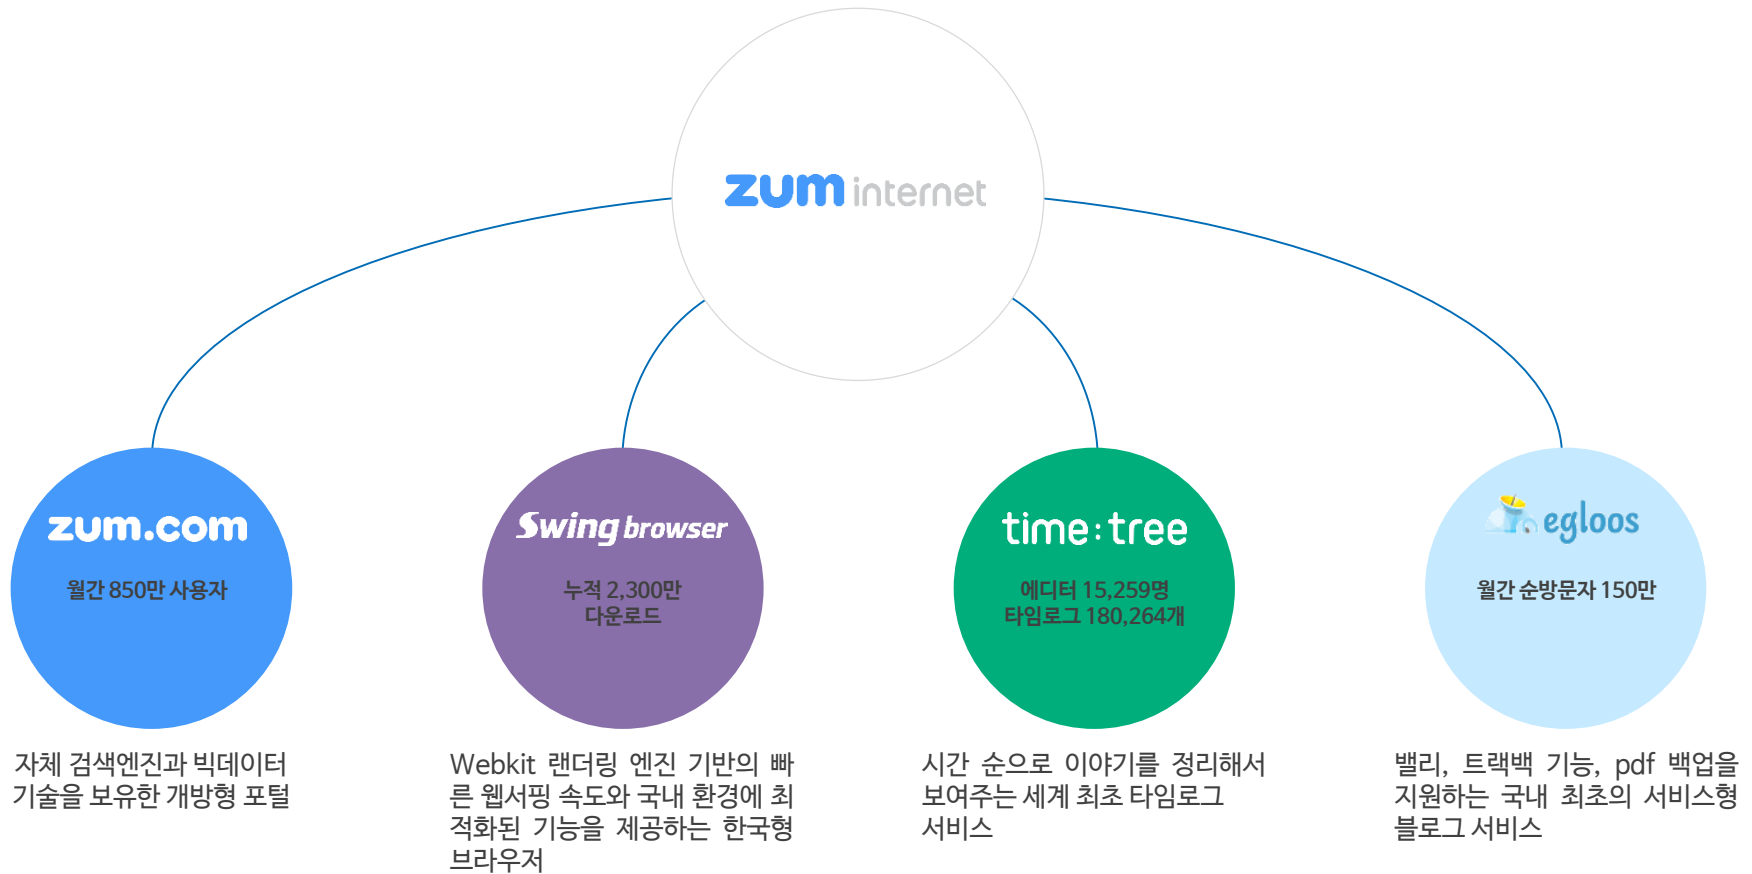 zum internet
zum.com
월간 850만 사용자
자체 검색엔진과 빅데이터
기술을 보유한 개방형 포털
Swing browser
누적 2,300만
다운로드
Webkit 랜더링 엔진 기반의 빠
른 웹서핑 속도와 국내 환경에 최
적화된 기능을 제공하는 한국형
브라우저
time:tree
에디터 15,259명
타임로그 180,264개
시간 순으로 이야기를 정리해서
보여주는 세계 최초 타임로그
서비스
egloos
월간 순방문자 150만
밸리, 트랙백 기능, pdf 백업을
지원하는 국내 최초의 서비스형
블로그 서비스